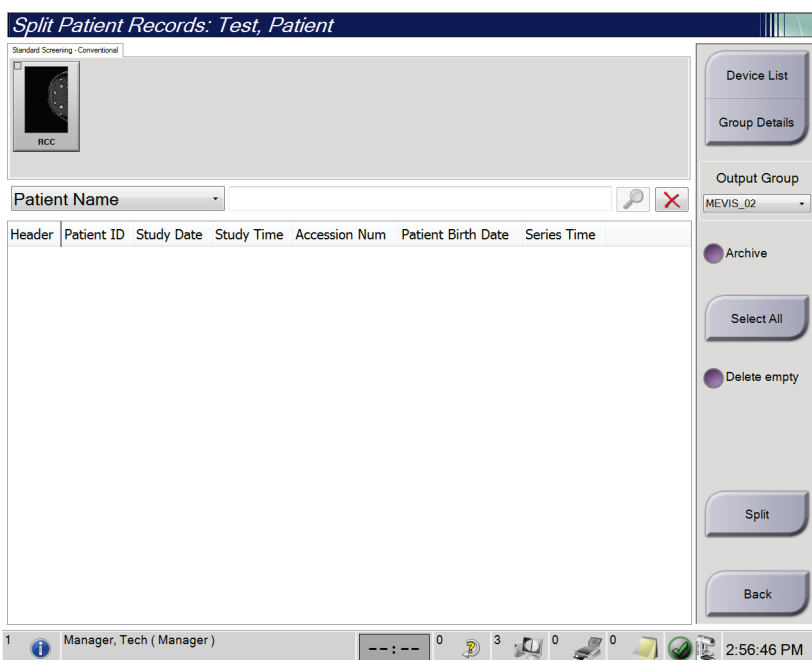 Split Patient Records: Test, Patient
Standard Screening - Conventional
RCC
Device List
Group Details
Output Group
MEVIS_02
Patient Name
Header Patient ID Study Date Study Time Accession Num Patient Birth Date Series Time
Archive
Select All
Delete empty
Split
Back
1 Manager, Tech ( Manager ) --:-- 0 3 0 0 2:56:46 PM